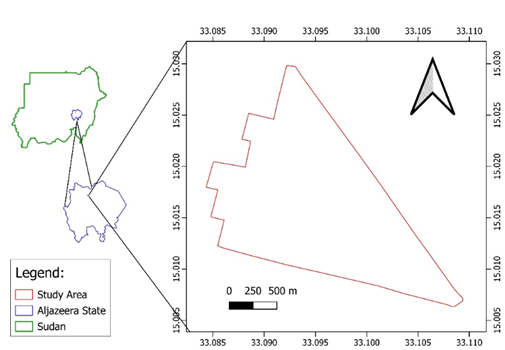 33.085 33.090 33.095 33.100 33.105 33.110
15.030 15.030
15.025 15.025
15.020 15.020
15.015 15.015
15.010 15.010
15.005 15.005
0 250 500 m
33.085 33.090 33.095 33.100 33.105 33.110
Legend:
Study Area
Aljazeera State
Sudan